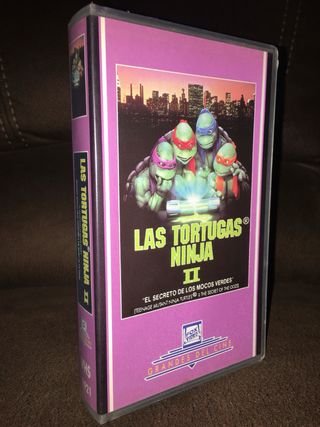 LAS TORTUGAS®
NINJA
II
"EL SECRETO DE LOS MOCOS VERDES"
(TEENAGE MUTANT NINJA TURTLES® II THE SECRET OF THE OOZE)
GRANDES DEL CINE
LAS TORTUGAS NINJA II
VHS